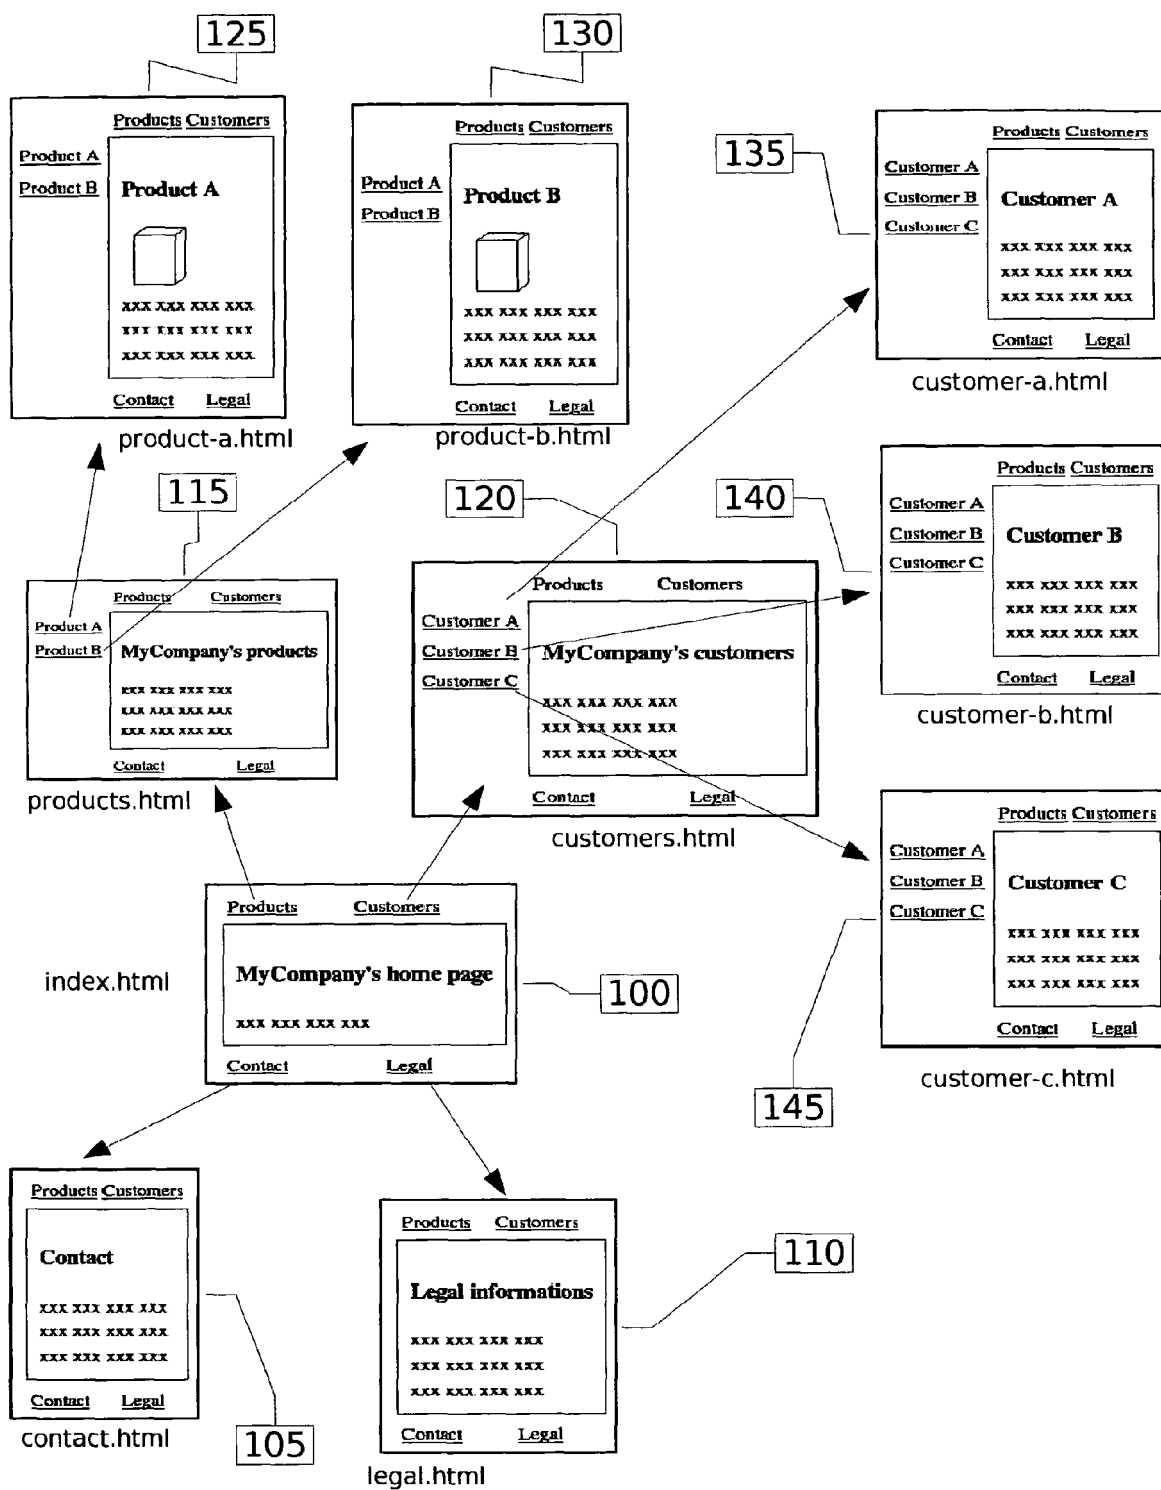 125
130
Products Customers
Product A
Product B
Product A
xxx xxx xxx xxx
xxx xxx xxx xxx
xxx xxx xxx xxx
Contact Legal
product-a.html
Products Customers
Product A
Product B
Product B
xxx xxx xxx xxx
xxx xxx xxx xxx
xxx xxx xxx xxx
Contact Legal
product-b.html
135
Products Customers
Customer A
Customer B
Customer C
Customer A
xxx xxx xxx xxx
xxx xxx xxx xxx
xxx xxx xxx xxx
Contact Legal
customer-a.html
115
120
140
Products Customers
Customer A
Customer B
Customer C
Customer B
xxx xxx xxx xxx
xxx xxx xxx xxx
xxx xxx xxx xxx
Contact Legal
customer-b.html
Products Customers
Product A
Product B
MyCompany's products
xxx xxx xxx xxx
xxx xxx xxx xxx
xxx xxx xxx xxx
Contact Legal
products.html
Products Customers
Customer A
Customer B
Customer C
MyCompany's customers
xxx xxx xxx xxx
xxx xxx xxx xxx
xxx xxx xxx xxx
Contact Legal
customers.html
Products Customers
Customer A
Customer B
Customer C
Customer C
xxx xxx xxx xxx
xxx xxx xxx xxx
xxx xxx xxx xxx
Contact Legal
customer-c.html
145
Products Customers
MyCompany's home page
xxx xxx xxx xxx
Contact Legal
index.html
100
Products Customers
Contact
xxx xxx xxx xxx
xxx xxx xxx xxx
xxx xxx xxx xxx
Contact Legal
contact.html
105
Products Customers
Legal informations
xxx xxx xxx xxx
xxx xxx xxx xxx
xxx xxx xxx xxx
Contact Legal
legal.html
110